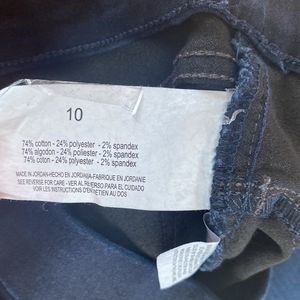 10
74% cotton - 24% polyester - 2% spandex
74% algodon - 24% poliester - 2% spandex
74% coton - 24% polyester - 2% spandex
MADE IN JORDAN-HECHO EN JORDANIA-FABRIQUE EN JORDANIE
SEE REVERSE FOR CARE - VER AL REVERSO PARA EL CUIDADO
VOIR LES INSTRUCTIONS D'ENTRETIEN AU DOS